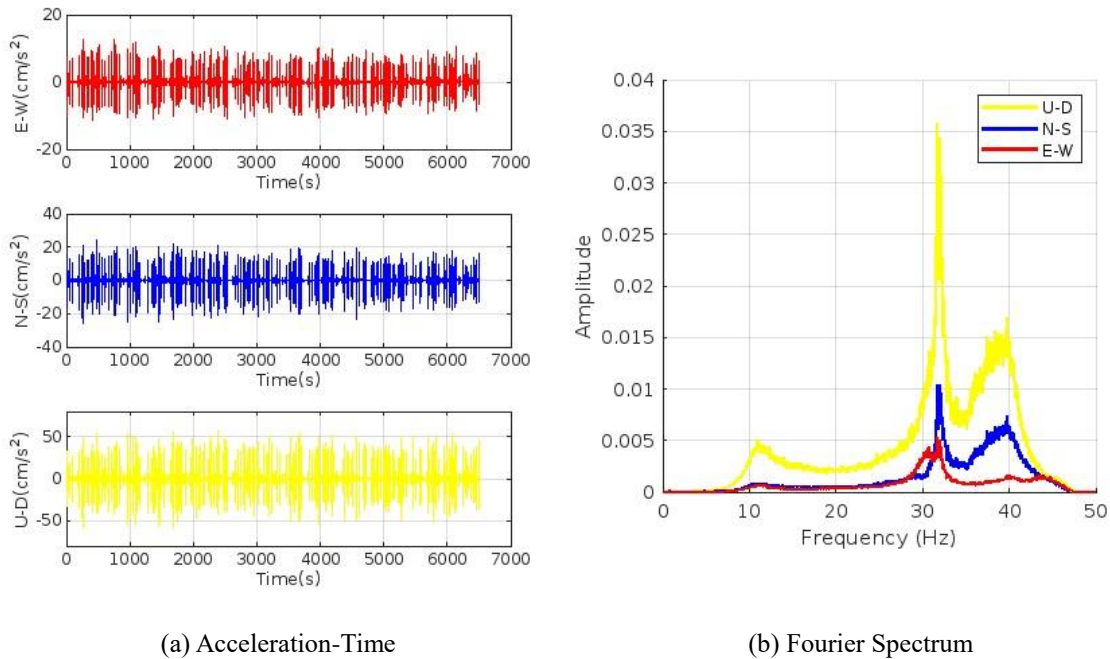 20
0
-20
E-W(cm/s²)
0 1000 2000 3000 4000 5000 6000 7000
Time(s)
40
20
0
-20
-40
N-S(cm/s²)
0 1000 2000 3000 4000 5000 6000 7000
Time(s)
50
0
-50
U-D(cm/s²)
0 1000 2000 3000 4000 5000 6000 7000
Time(s)
(a) Acceleration-Time
0.04
0.035
0.03
0.025
0.02
0.015
0.01
0.005
0
Amplitude
U-D
N-S
E-W
0 10 20 30 40 50
Frequency (Hz)
(b) Fourier Spectrum